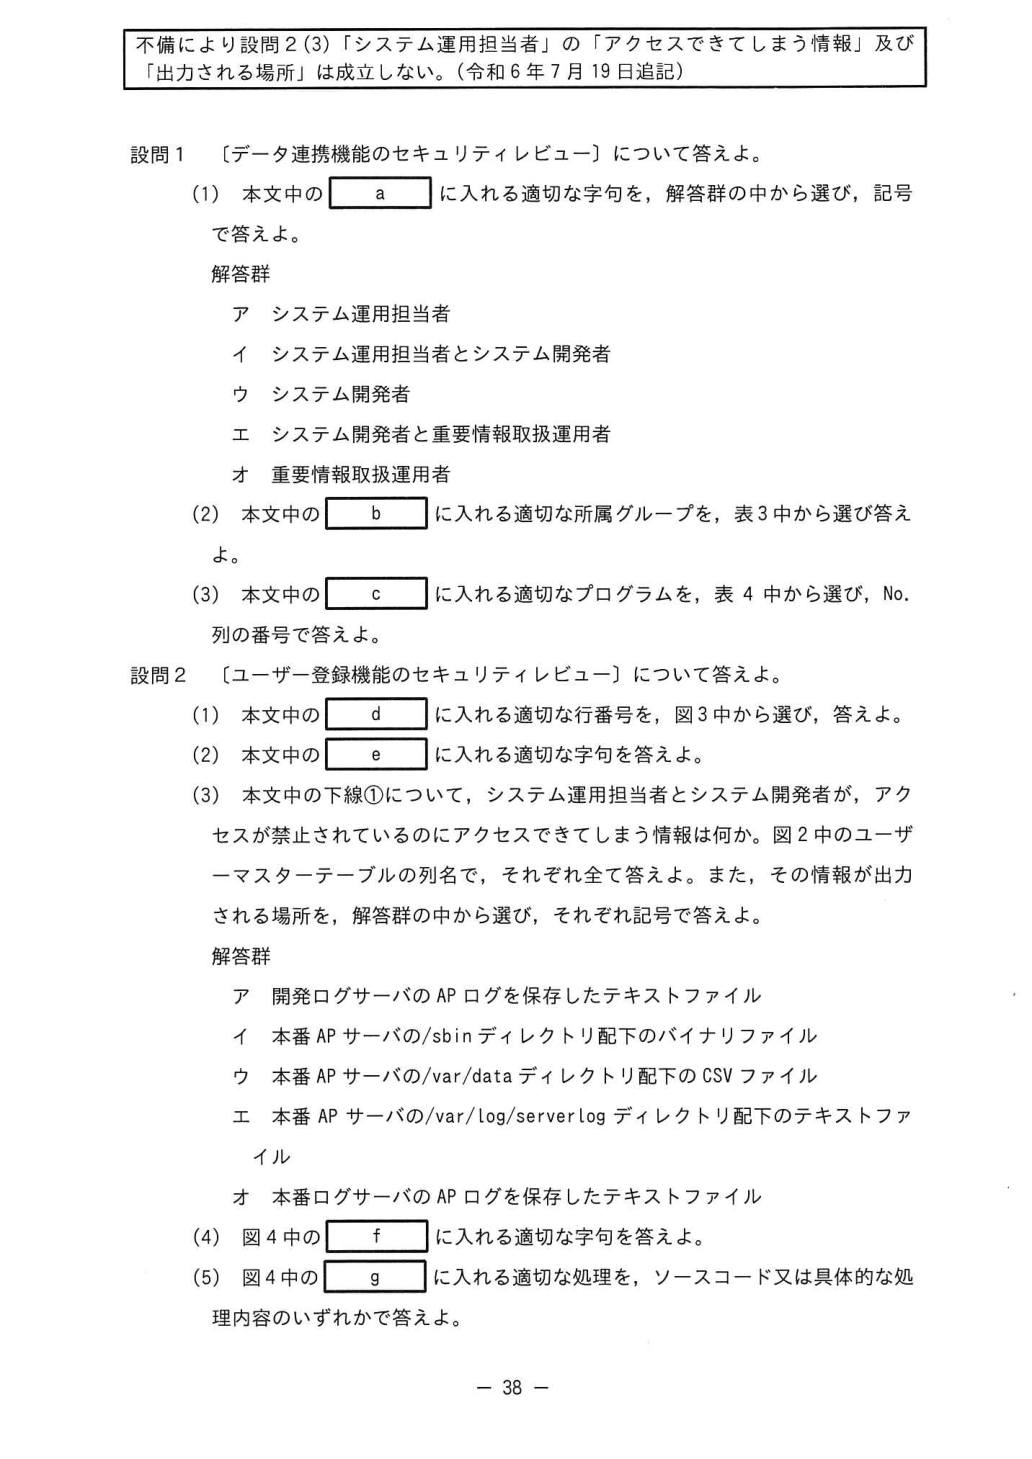 不備により設問2(3)「システム運用担当者」の「アクセスできてしまう情報」及び
「出力される場所」は成立しない。(令和6年7月19日追記)
設問1 〔データ連携機能のセキュリティレビュー〕について答えよ。
(1) 本文中の a に入れる適切な字句を，解答群の中から選び，記号
で答えよ。
解答群
ア システム運用担当者
イ システム運用担当者とシステム開発者
ウ システム開発者
エ システム開発者と重要情報取扱運用者
オ 重要情報取扱運用者
(2) 本文中の b に入れる適切な所属グループを，表3中から選び答え
よ。
(3) 本文中の c に入れる適切なプログラムを，表 4 中から選び，No.
列の番号で答えよ。
設問2 〔ユーザー登録機能のセキュリティレビュー〕について答えよ。
(1) 本文中の d に入れる適切な行番号を，図3中から選び，答えよ。
(2) 本文中の e に入れる適切な字句を答えよ。
(3) 本文中の下線①について，システム運用担当者とシステム開発者が，アク
セスが禁止されているのにアクセスできてしまう情報は何か。図2中のユーザ
ーマスターテーブルの列名で，それぞれ全て答えよ。また，その情報が出力
される場所を，解答群の中から選び，それぞれ記号で答えよ。
解答群
ア 開発ログサーバの AP ログを保存したテキストファイル
イ 本番 AP サーバの/sbin ディレクトリ配下のバイナリファイル
ウ 本番 AP サーバの/var/data ディレクトリ配下の CSV ファイル
エ 本番 AP サーバの/var/log/serverlog ディレクトリ配下のテキストファ
イル
オ 本番ログサーバの AP ログを保存したテキストファイル
(4) 図4中の f に入れる適切な字句を答えよ。
(5) 図4中の g に入れる適切な処理を，ソースコード又は具体的な処
理内容のいずれかで答えよ。
― 38 ―